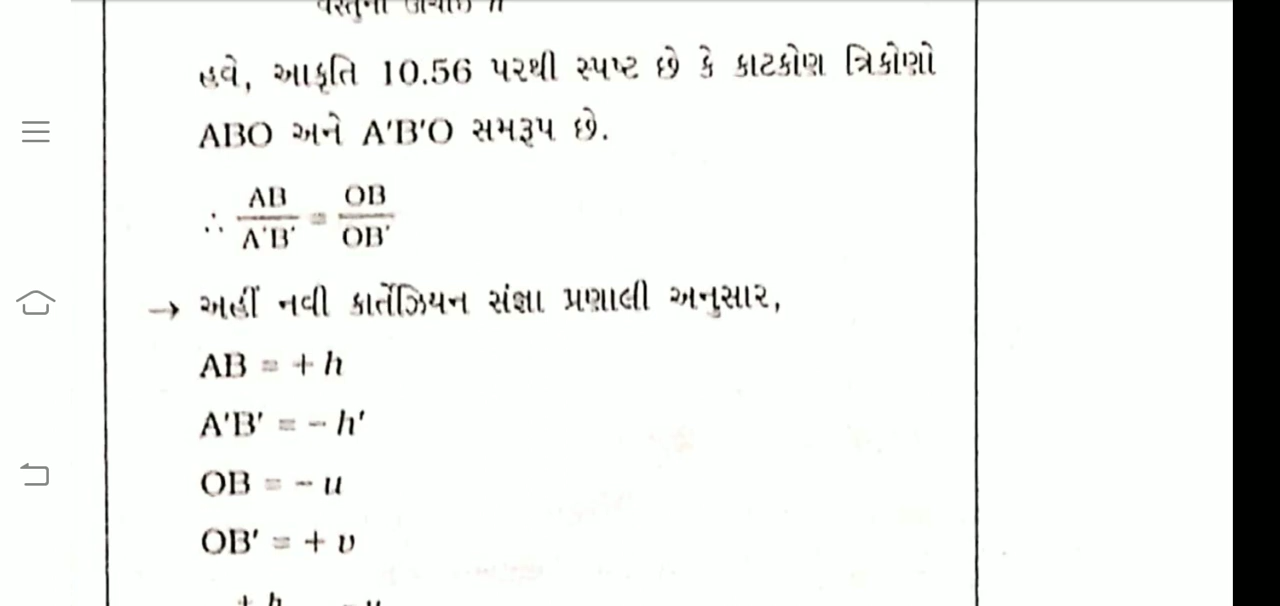 હવે, આકૃતિ 10.56 પરથી સ્પષ્ટ છે કે કાટકોણ ત્રિકોણો
ABO અને A'B'O સમરૂપ છે.
∴ AB/A'B' = OB/OB'
→ અહીં નવી કાર્તેઝિયન સંજ્ઞા પ્રણાલી અનુસાર,
AB = + h
A'B' = - h'
OB = - u
OB' = + v
+ h - u